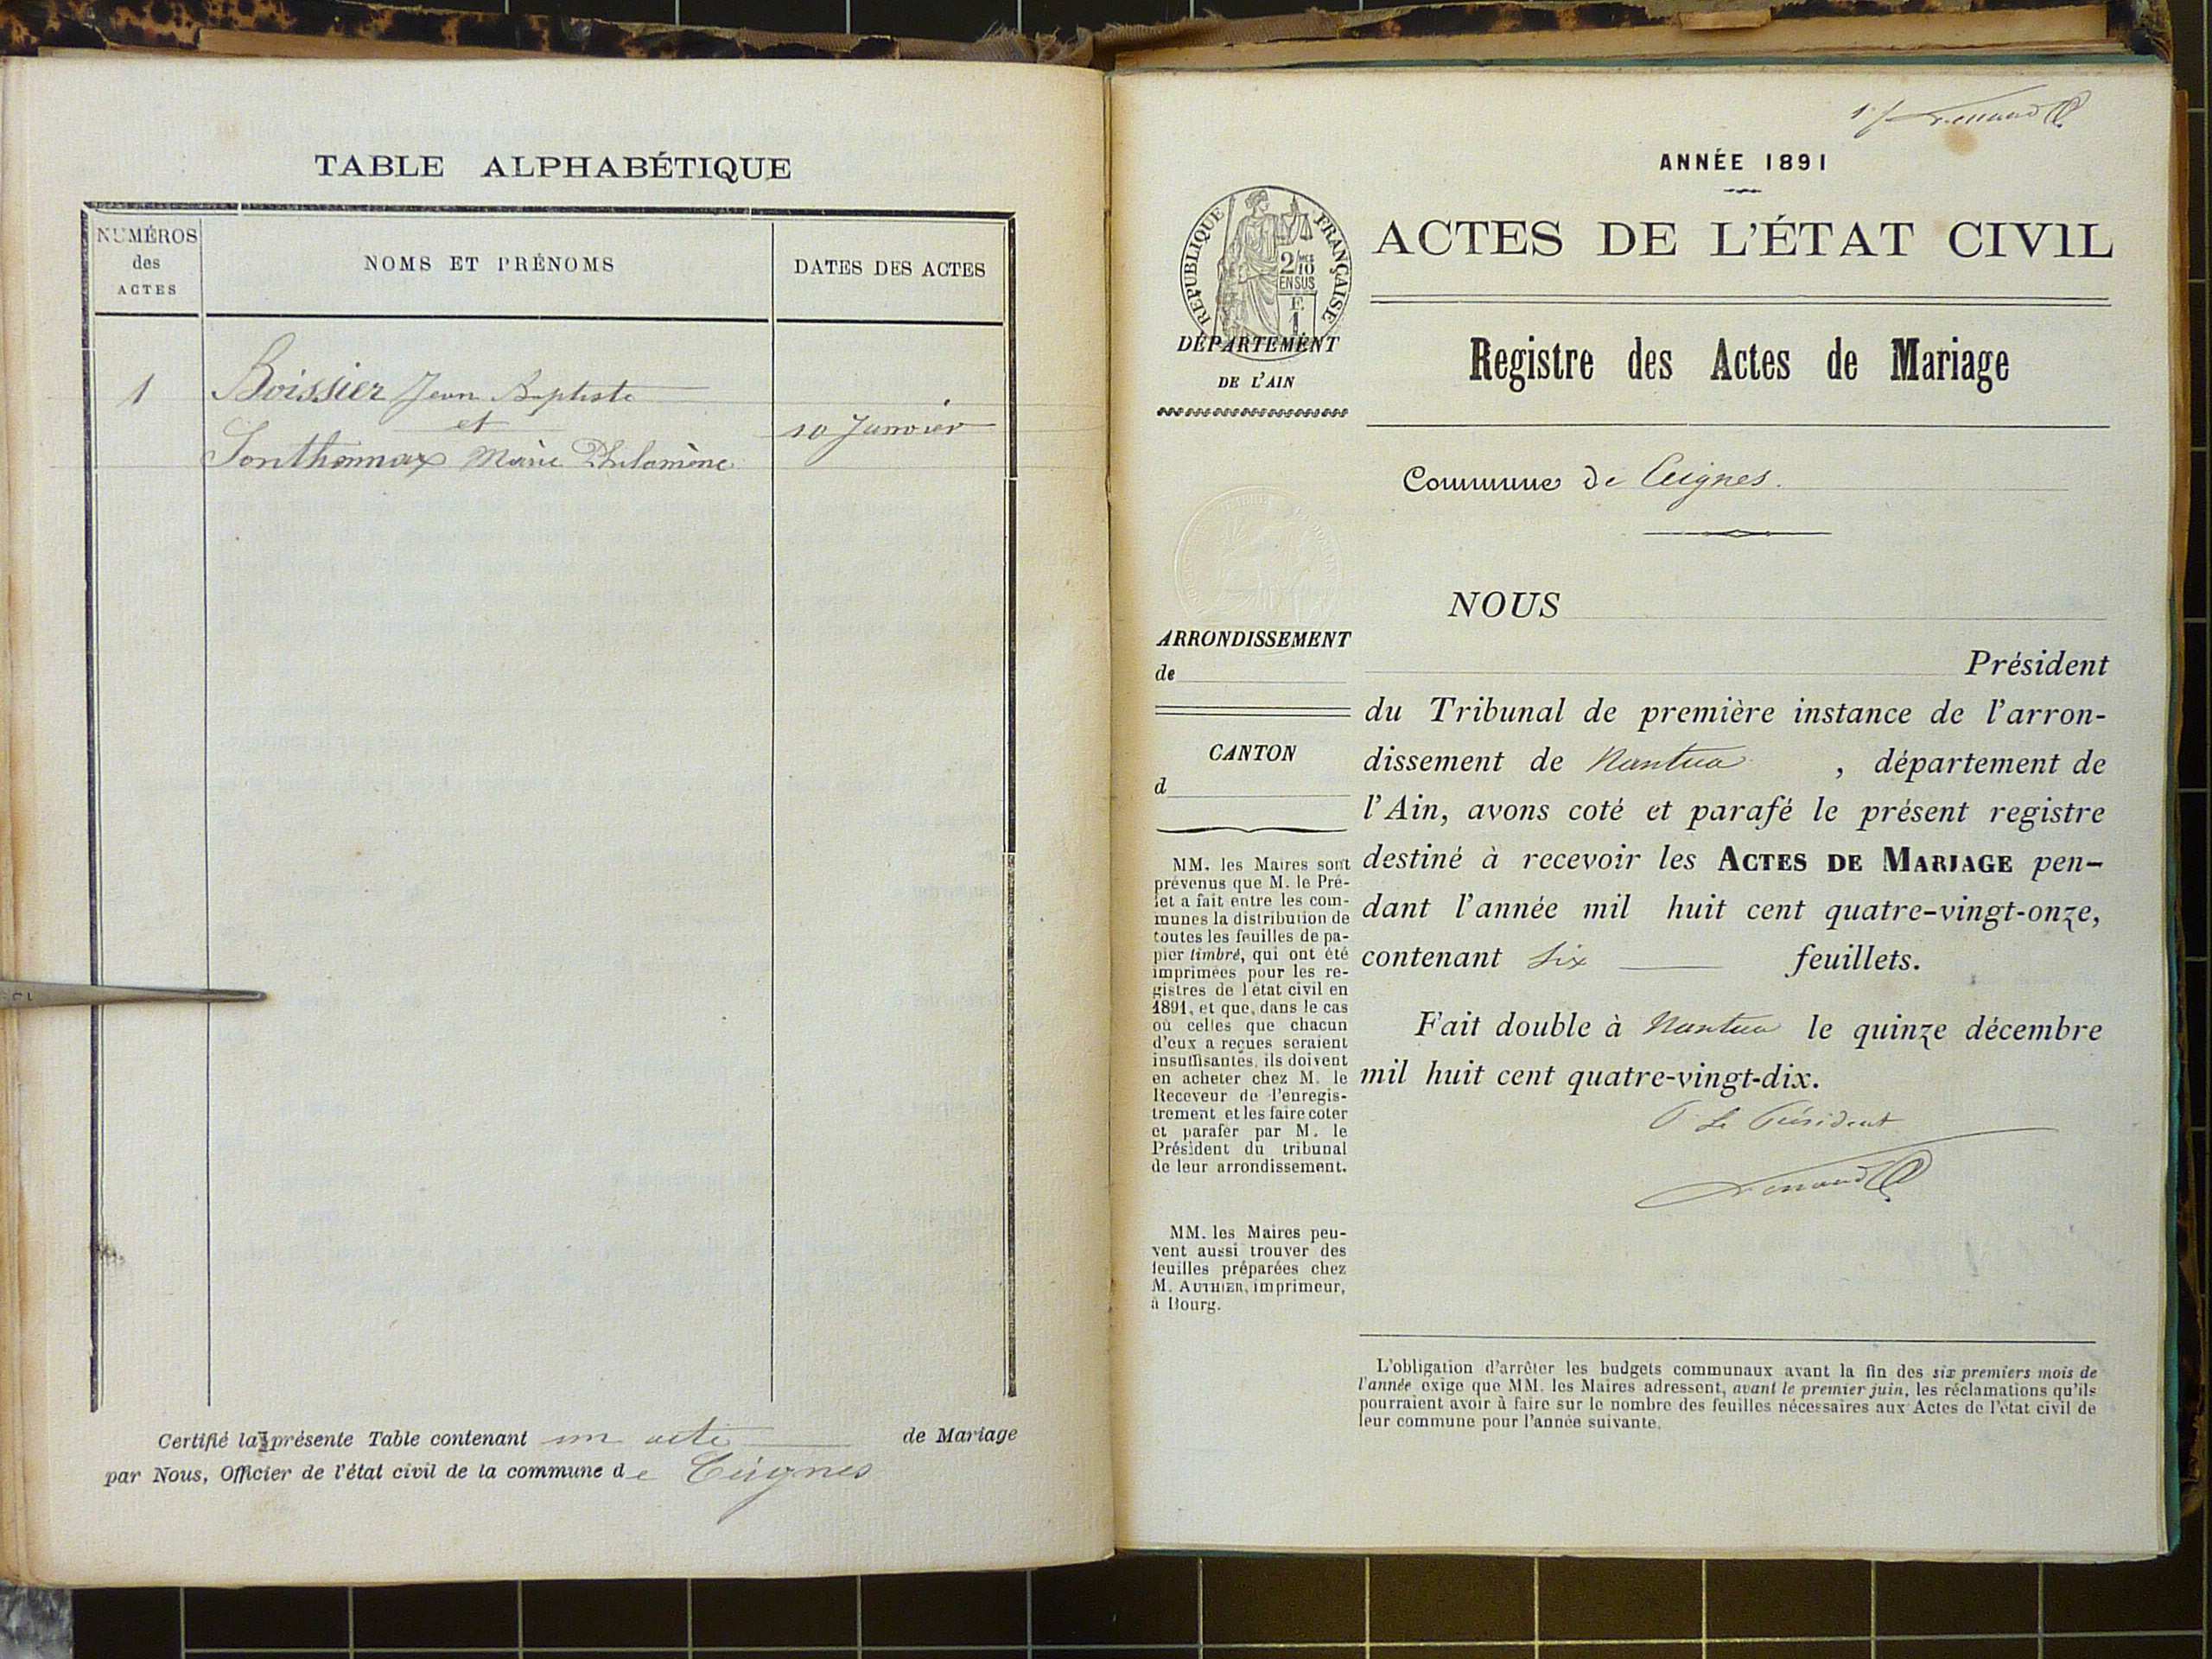 TABLE ALPHABÉTIQUE
NUMÉROS
des
ACTES
NOMS ET PRÉNOMS
DATES DES ACTES
1
Boissier Jean Baptiste
et
10 Janvier
Sonthonnax Marie Philomène
Certifié la présente Table contenant un acte de Mariage
par Nous, Officier de l'état civil de la commune de Ceignes
1er f
ANNÉE 1891
RÉPUBLIQUE FRANÇAISE
2/10
EN SUS
F.
1.
ACTES DE L'ÉTAT CIVIL
DÉPARTEMENT
DE L'AIN
Registre des Actes de Mariage
Commune de Ceignes.
NOUS
ARRONDISSEMENT
de
CANTON
d
MM. les Maires sont
prévenus que M. le Pré-
fet a fait entre les com-
munes la distribution de
toutes les feuilles de pa-
pier timbré, qui ont été
imprimées pour les re-
gistres de l'état civil en
1891, et que, dans le cas
où celles que chacun
d'eux a reçues seraient
insuffisantes, ils doivent
en acheter chez M. le
Receveur de l'enregis-
trement et les faire coter
et parafer par M. le
Président du tribunal
de leur arrondissement.
MM. les Maires peu-
vent aussi trouver des
feuilles préparées chez
M. AUTHIER, imprimeur,
à Bourg.
Président
du Tribunal de première instance de l'arron-
dissement de Nantua , département de
l'Ain, avons coté et parafé le présent registre
destiné à recevoir les ACTES DE MARIAGE pen-
dant l'année mil huit cent quatre-vingt-onze,
contenant six feuillets.
Fait double à Nantua le quinze décembre
mil huit cent quatre-vingt-dix.
P. Le Président
L'obligation d'arrêter les budgets communaux avant la fin des six premiers mois de
l'année exige que MM. les Maires adressent, avant le premier juin, les réclamations qu'ils
pourraient avoir à faire sur le nombre des feuilles nécessaires aux Actes de l'état civil de
leur commune pour l'année suivante.